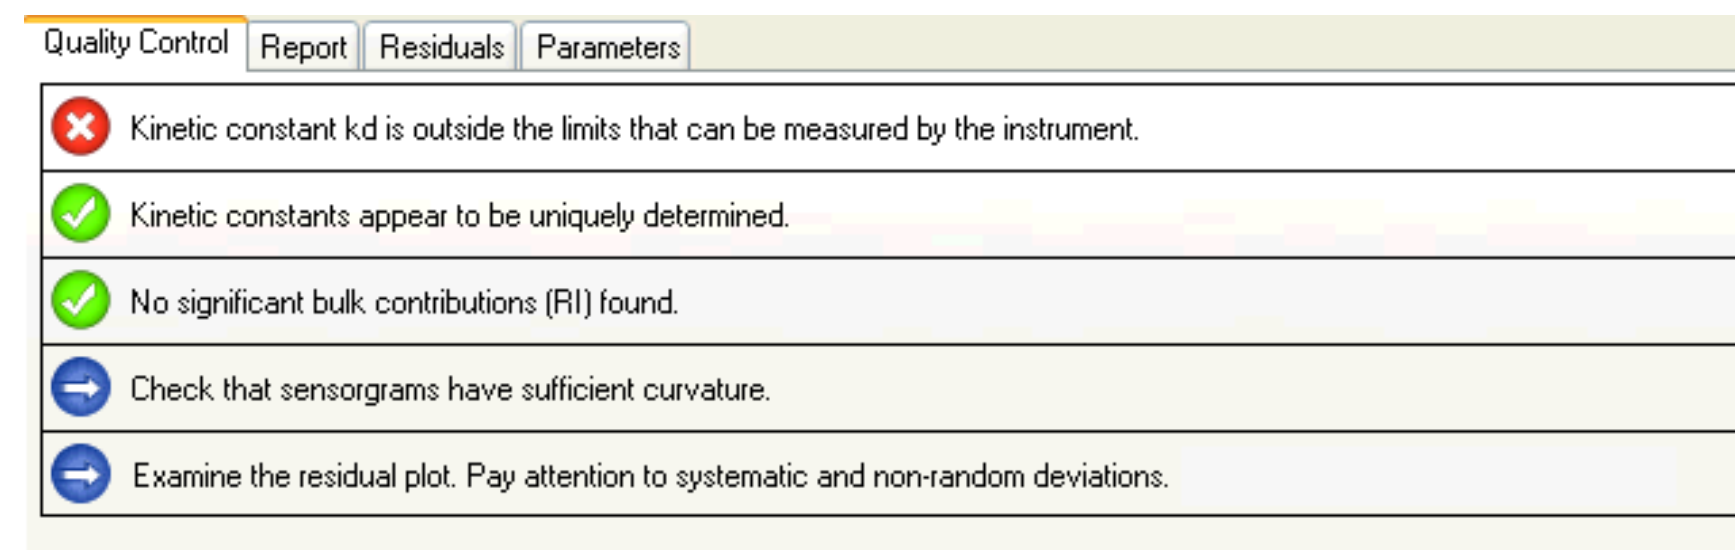 Quality Control Report Residuals Parameters
Kinetic constant kd is outside the limits that can be measured by the instrument.
Kinetic constants appear to be uniquely determined.
No significant bulk contributions (RI) found.
Check that sensorgrams have sufficient curvature.
Examine the residual plot. Pay attention to systematic and non-random deviations.